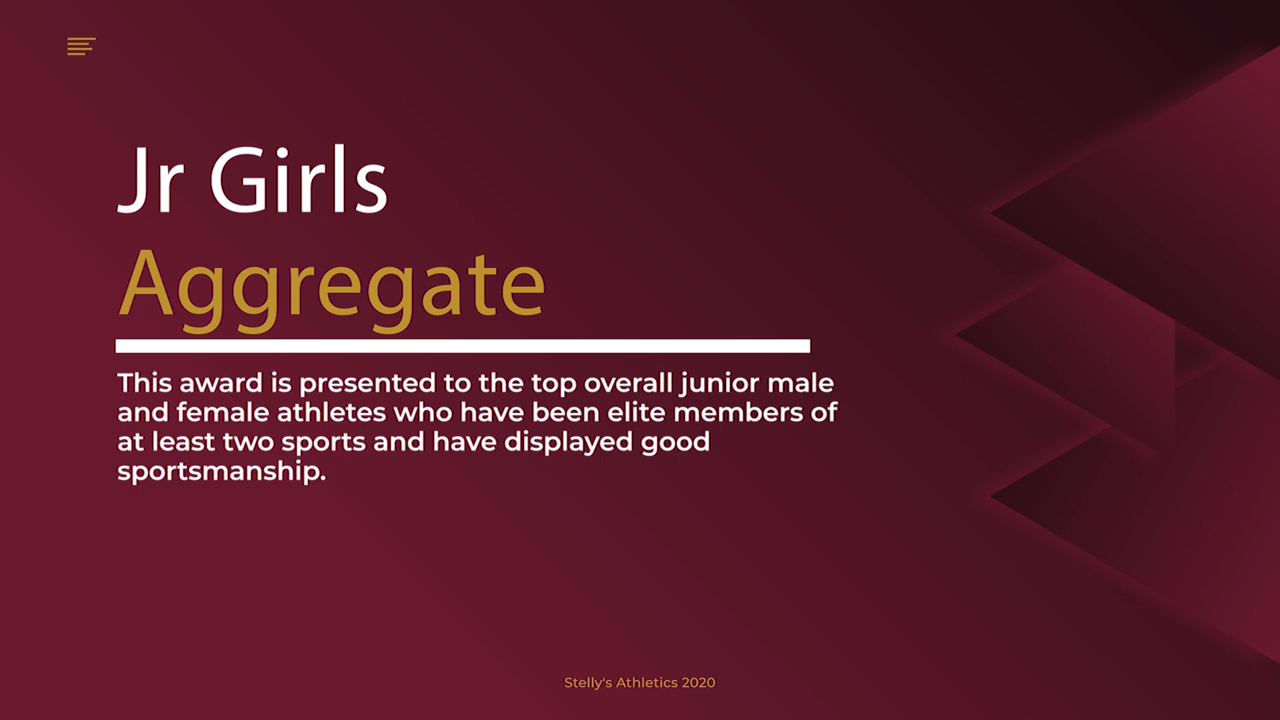 Jr Girls
Aggregate
This award is presented to the top overall junior male
and female athletes who have been elite members of
at least two sports and have displayed good
sportsmanship.
Stelly's Athletics 2020